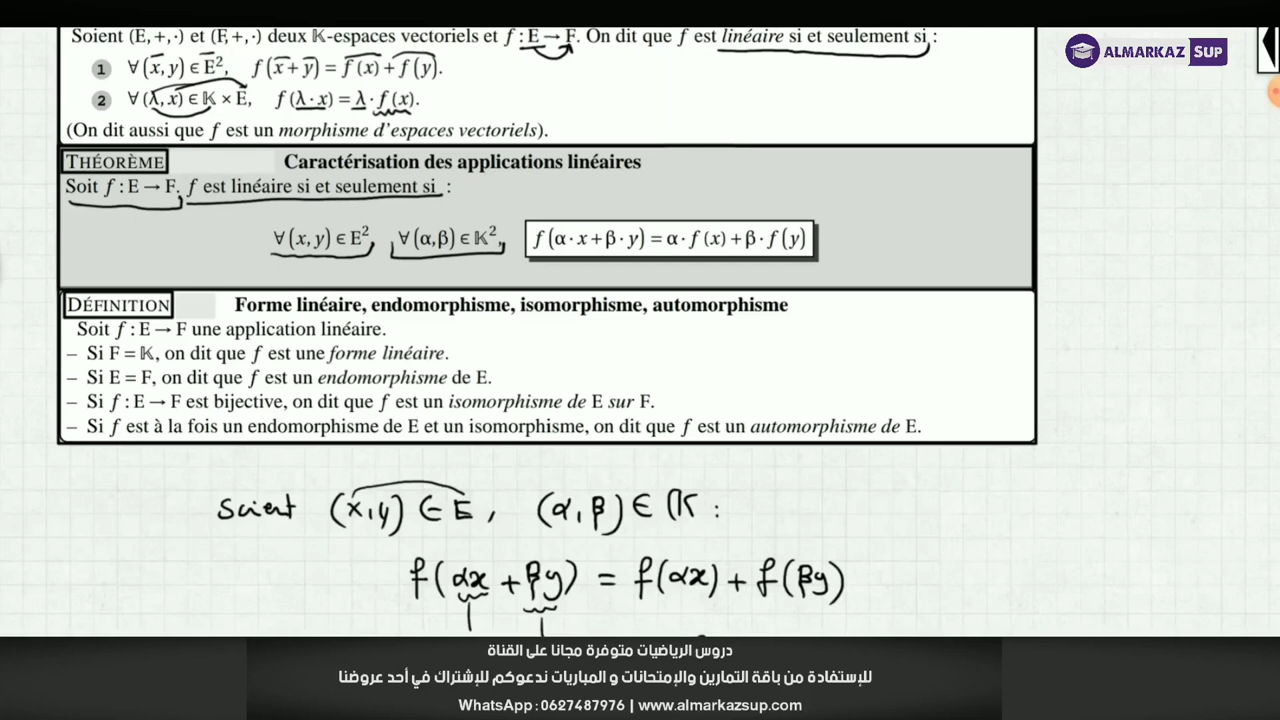 Soient (E,+,·) et (F,+,·) deux 𝕂-espaces vectoriels et f : E → F. On dit que f est linéaire si et seulement si :
ALMARKAZ SUP
1 ∀(x, y) ∈ E², f(x+y) = f(x)+f(y).
2 ∀(λ, x) ∈ 𝕂 × E, f(λ·x) = λ·f(x).
(On dit aussi que f est un morphisme d'espaces vectoriels).
THÉORÈME Caractérisation des applications linéaires
Soit f : E → F. f est linéaire si et seulement si :
∀(x, y) ∈ E², ∀(α,β) ∈ 𝕂², f(α·x+β·y) = α·f(x)+β·f(y)
DÉFINITION Forme linéaire, endomorphisme, isomorphisme, automorphisme
Soit f : E → F une application linéaire.
– Si F = 𝕂, on dit que f est une forme linéaire.
– Si E = F, on dit que f est un endomorphisme de E.
– Si f : E → F est bijective, on dit que f est un isomorphisme de E sur F.
– Si f est à la fois un endomorphisme de E et un isomorphisme, on dit que f est un automorphisme de E.
Soient (x,y) ∈ E, (α,β) ∈ 𝕂 :
f(αx + βy) = f(αx) + f(βy)
دروس الرياضيات متوفرة مجانا على القناة
للإستفادة من باقة التمارين والإمتحانات و المباريات ندعوكم للإشتراك في أحد عروضنا
WhatsApp : 0627487976 | www.almarkazsup.com